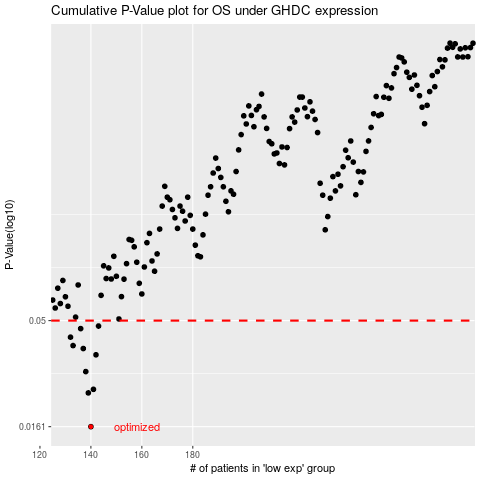 Cumulative P-Value plot for OS under GHDC expression
P-Value(log10)
0.05
0.0161
optimized
120 140 160 180
# of patients in 'low exp' group